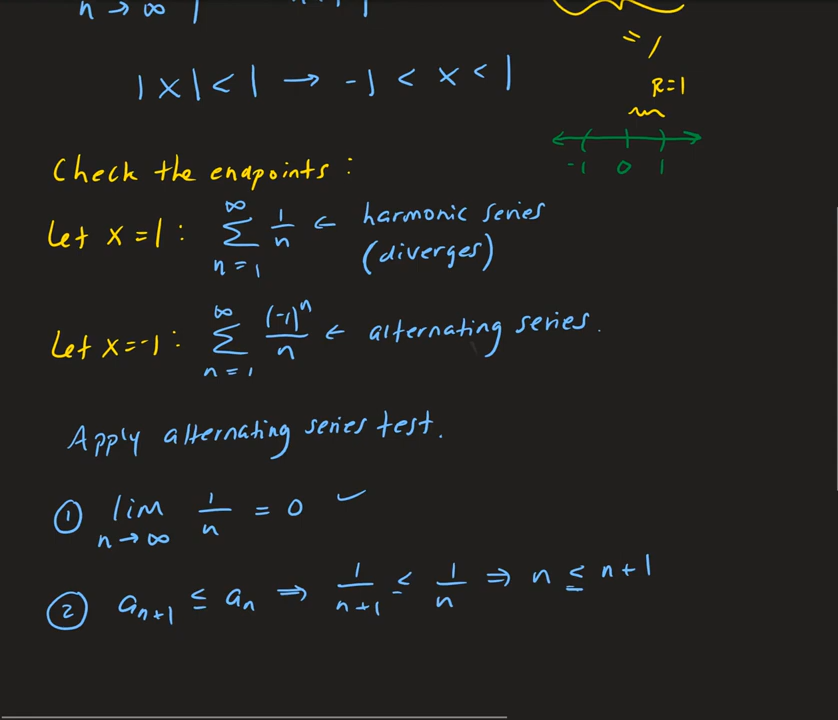 n → ∞
= 1
|x| < 1 → -1 < x < 1
R=1
-1 0 1
Check the endpoints:
Let x = 1: ∞ Σ n=1 1/n ← harmonic series
(diverges)
Let x=-1: ∞ Σ n=1 (-1)^n/n ← alternating series.
Apply alternating series test.
① lim n→∞ 1/n = 0 ✓
② a_{n+1} ≤ a_n ⇒ 1/(n+1) ≤ 1/n ⇒ n ≤ n+1